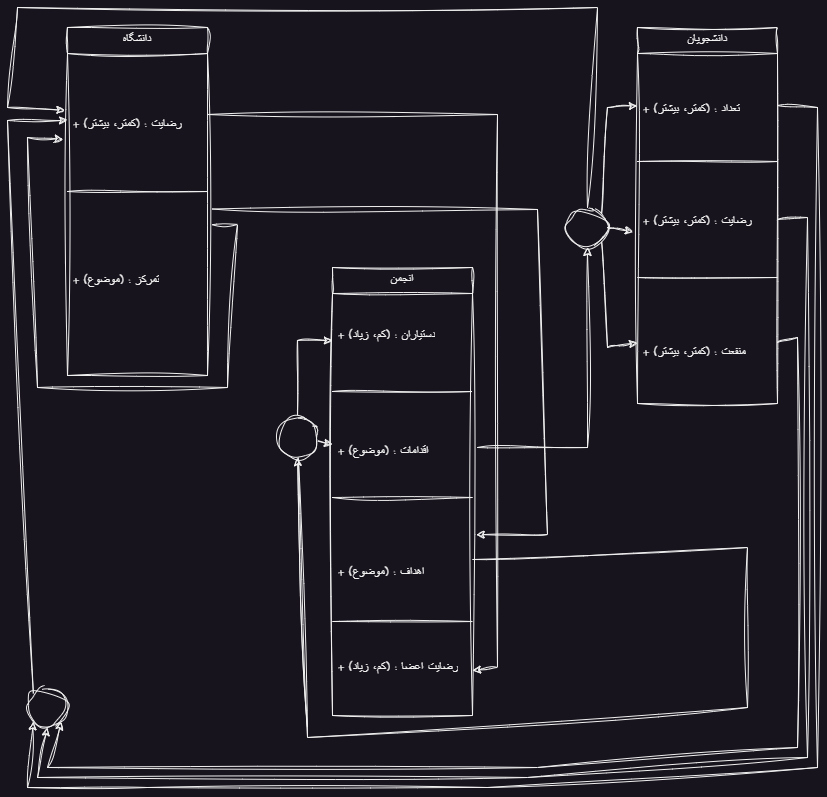 دانشگاه
+ رضایت : (کمتر، بیشتر)
+ تمرکز : (موضوع)
انجمن
+ دستیاران : (کم، زیاد)
+ اقدامات : (موضوع)
+ اهداف : (موضوع)
+ رضایت اعضا : (کم، زیاد)
دانشجویان
+ تعداد : (کمتر، بیشتر)
+ رضایت : (کمتر، بیشتر)
+ منفعت : (کمتر، بیشتر)